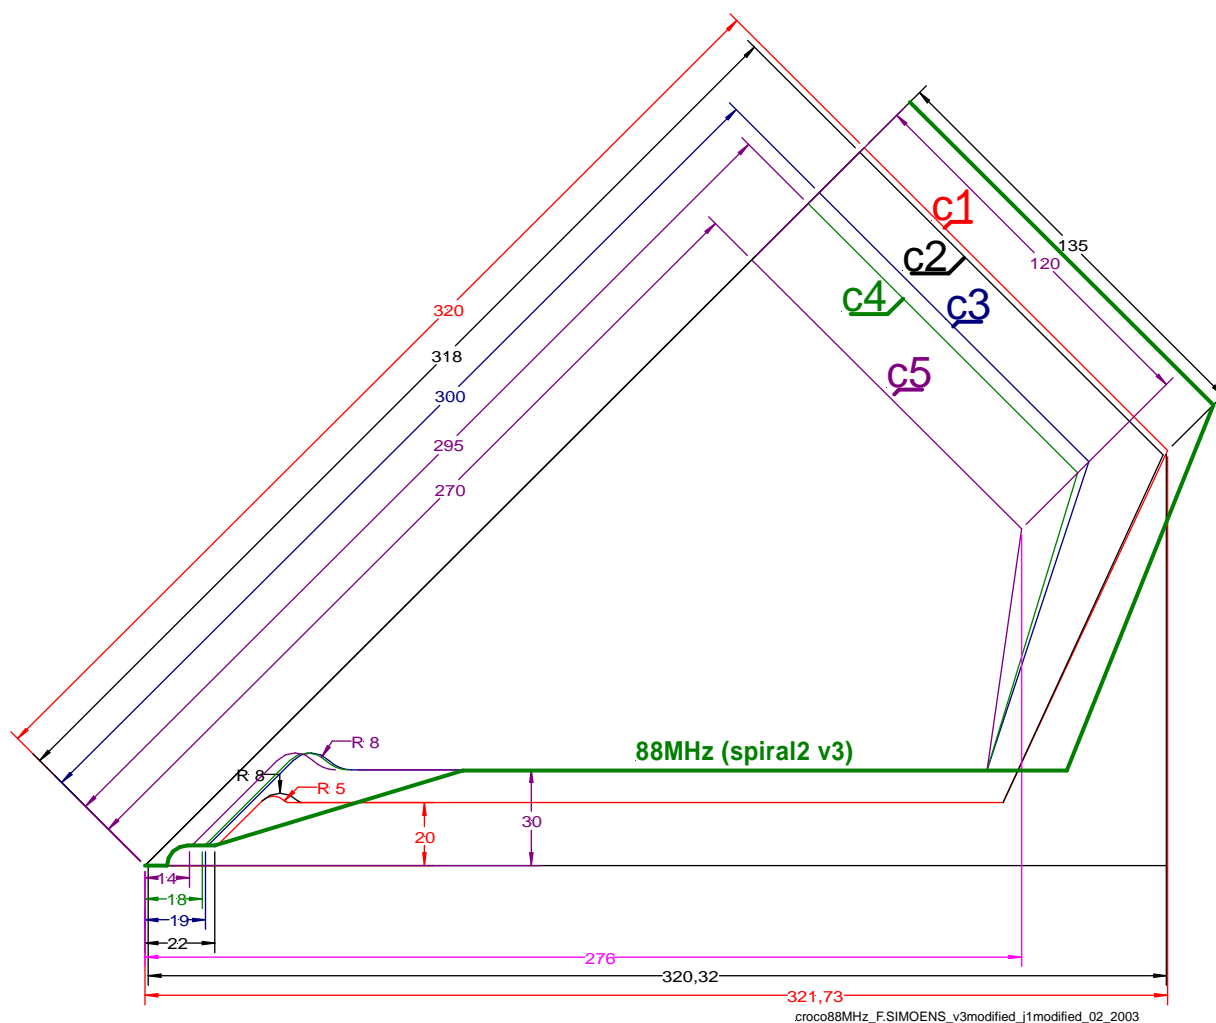 c1
135
c2
120
c4
c3
320
318
c5
300
295
270
R 8
88MHz (spiral2 v3)
R 8
R 5
30
20
14
18
19
22
276
320,32
321,73
croco88MHz_F.SIMOENS_v3modified_j1modified_02_2003